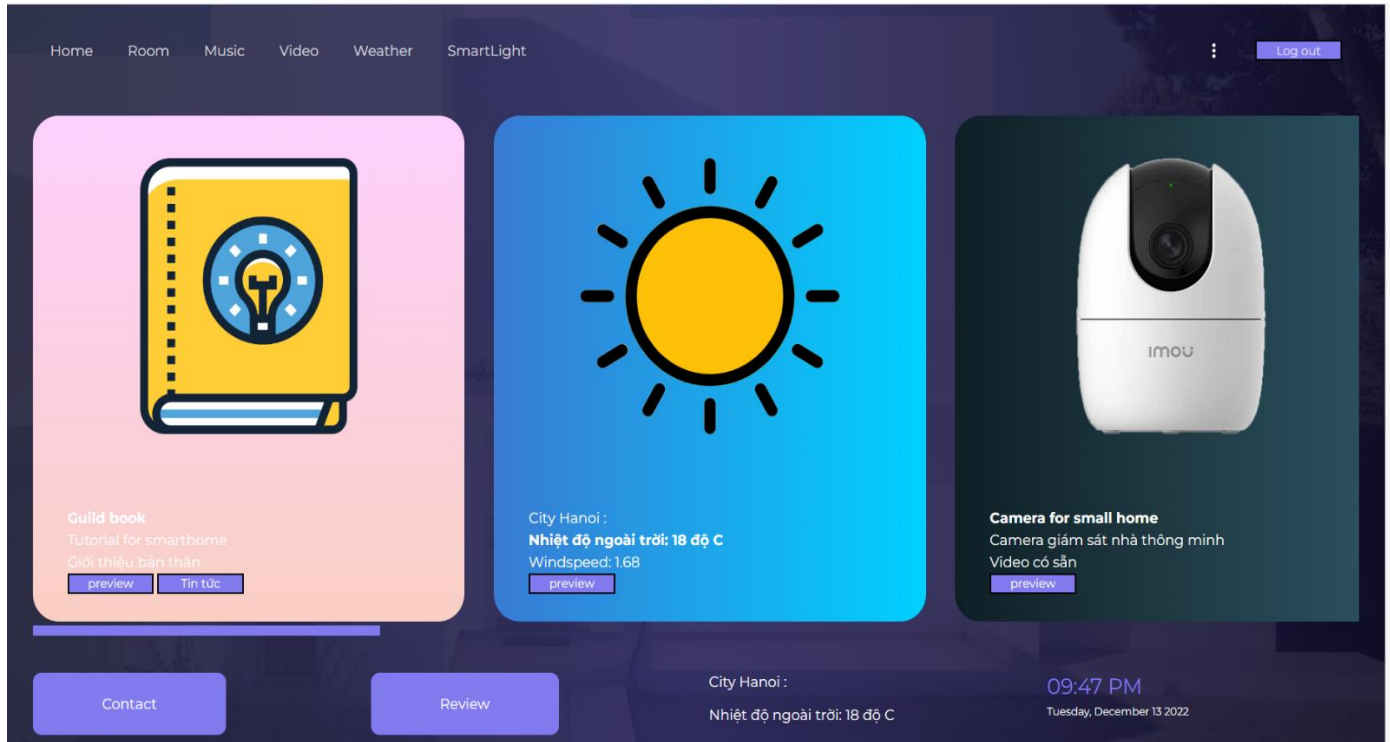 Home Room Music Video Weather SmartLight Log out
imou
Guild book
Tutorial for smarthome
Giới thiệu bản thân
preview Tin tức
City Hanoi :
Nhiệt độ ngoài trời: 18 độ C
Windspeed: 1.68
preview
Camera for small home
Camera giám sát nhà thông minh
Video có sẵn
preview
Contact
Review
City Hanoi :
Nhiệt độ ngoài trời: 18 độ C
09:47 PM
Tuesday, December 13 2022